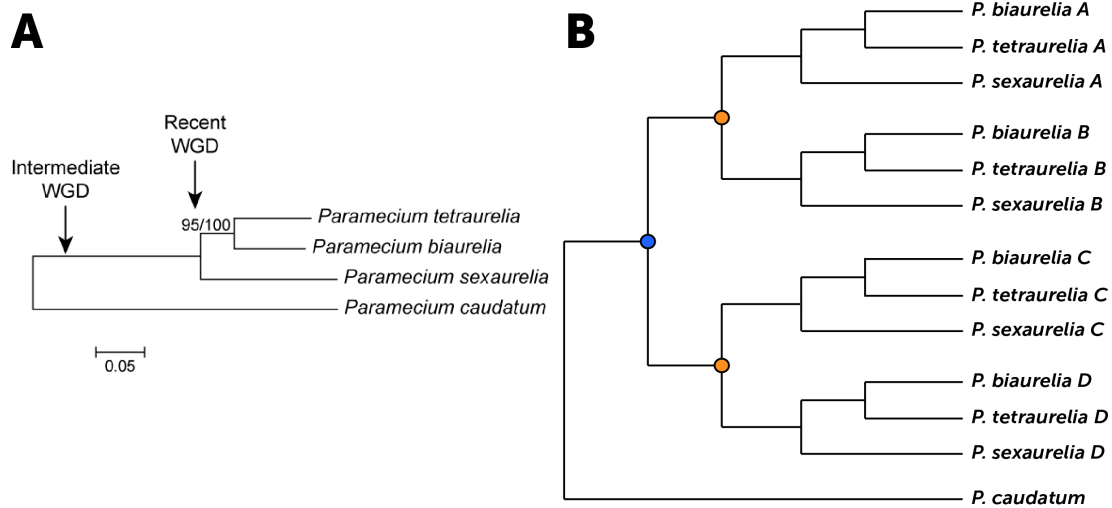 A
Recent
WGD
Intermediate
WGD
95/100
Paramecium tetraurelia
Paramecium biaurelia
Paramecium sexaurelia
Paramecium caudatum
0.05
B
P. biaurelia A
P. tetraurelia A
P. sexaurelia A
P. biaurelia B
P. tetraurelia B
P. sexaurelia B
P. biaurelia C
P. tetraurelia C
P. sexaurelia C
P. biaurelia D
P. tetraurelia D
P. sexaurelia D
P. caudatum